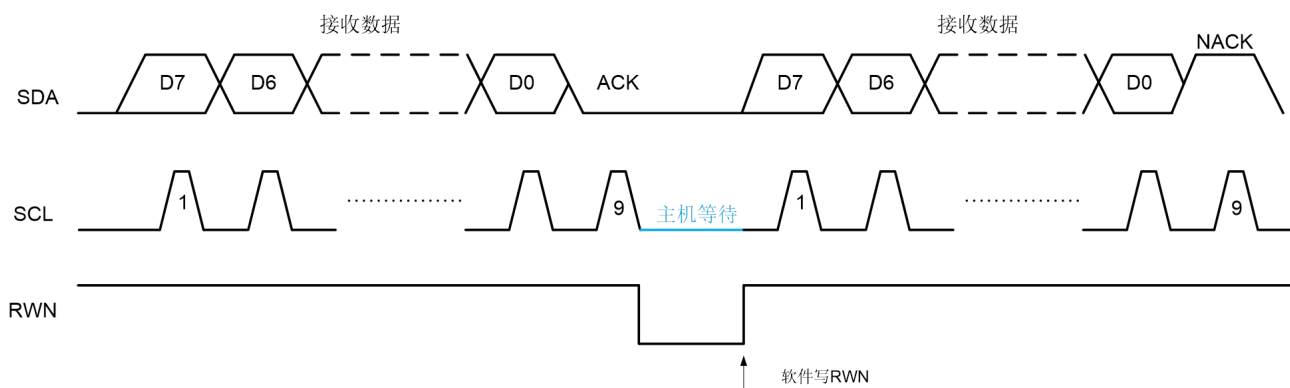 接收数据 接收数据
SDA D7 D6 D0 ACK D7 D6 D0 NACK
SCL 1 9 主机等待 1 9
RWN
软件写RWN